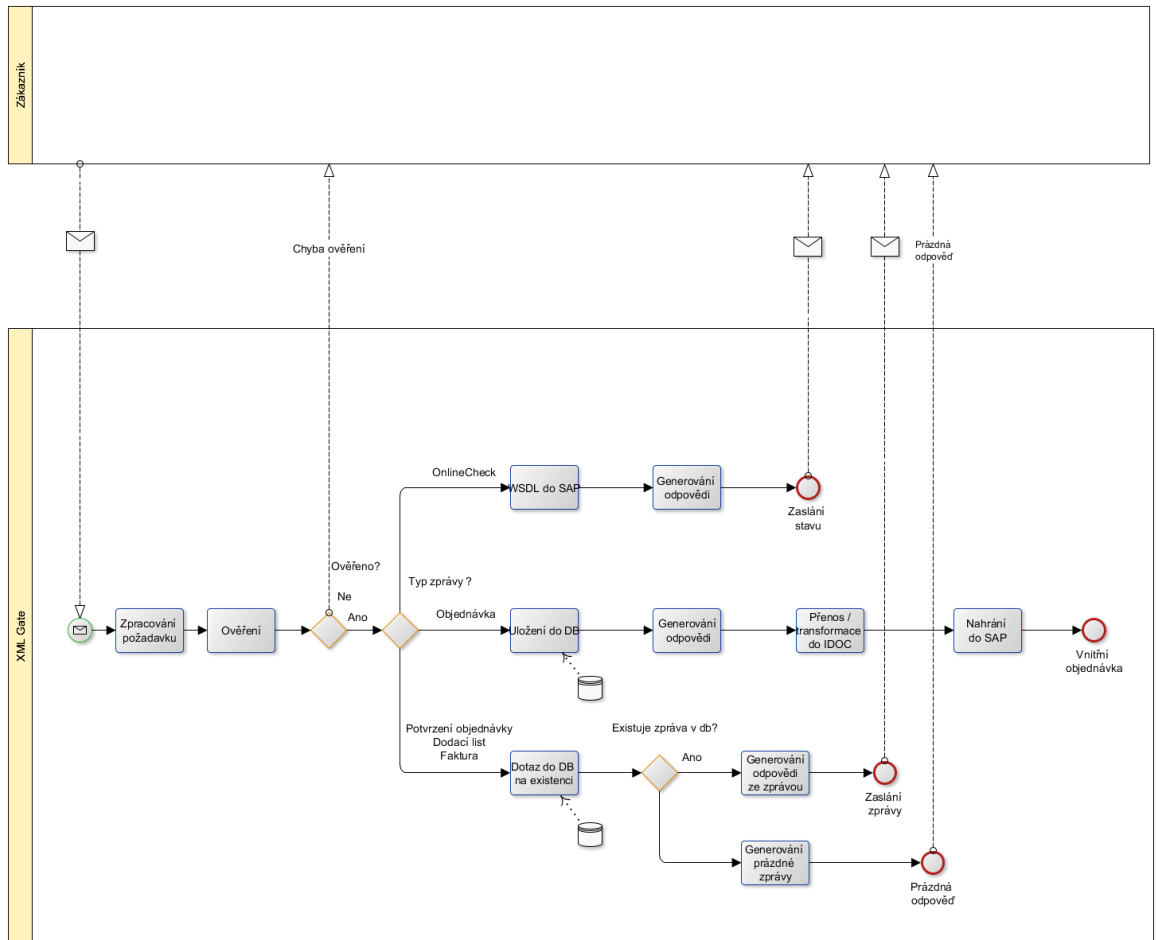 Zákazník
Chyba ověření
Prázdná
odpověď
XML Gate
OnlineCheck
WSDL do SAP
Generování
odpovědi
Zaslání
stavu
Ověřeno?
Ne
Ano
Typ zprávy ?
Objednávka
Zpracování
požadavku
Ověření
Uložení do DB
Generování
odpovědi
Přenos /
transformace
do IDOC
Nahrání
do SAP
Vnitřní
objednávka
Potvrzení objednávky
Dodací list
Faktura
Existuje zpráva v db?
Ano
Dotaz do DB
na existenci
Generování
odpovědi
ze zprávou
Zaslání
zprávy
Generování
prázdné
zprávy
Prázdná
odpověď